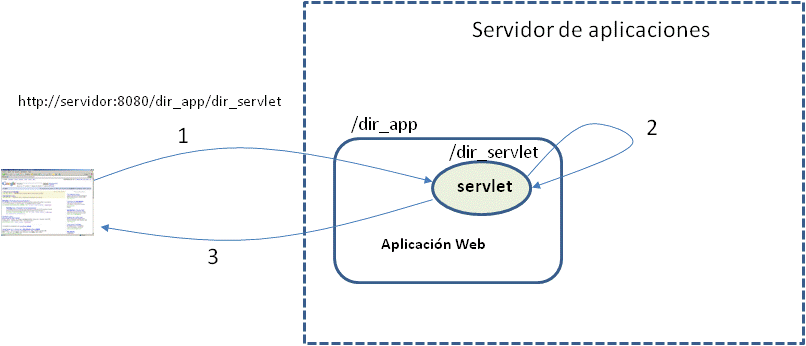 Servidor de aplicaciones
http://servidor:8080/dir_app/dir_servlet
/dir_app
1
2
/dir_servlet
servlet
Aplicación Web
3